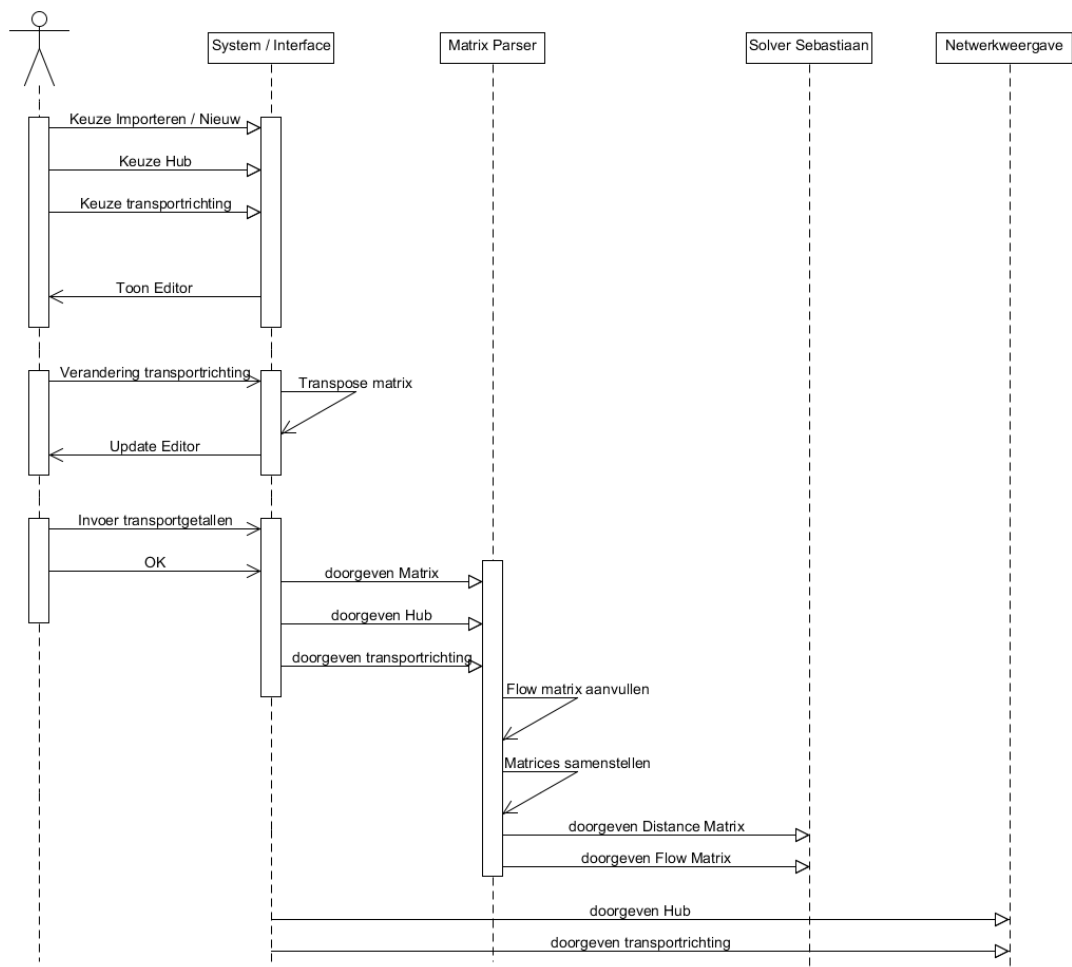 System / Interface
Matrix Parser
Solver Sebastiaan
Netwerkweergave
Keuze Importeren / Nieuw
Keuze Hub
Keuze transportrichting
Toon Editor
Verandering transportrichting
Transpose matrix
Update Editor
Invoer transportgetallen
OK
doorgeven Matrix
doorgeven Hub
doorgeven transportrichting
Flow matrix aanvullen
Matrices samenstellen
doorgeven Distance Matrix
doorgeven Flow Matrix
doorgeven Hub
doorgeven transportrichting